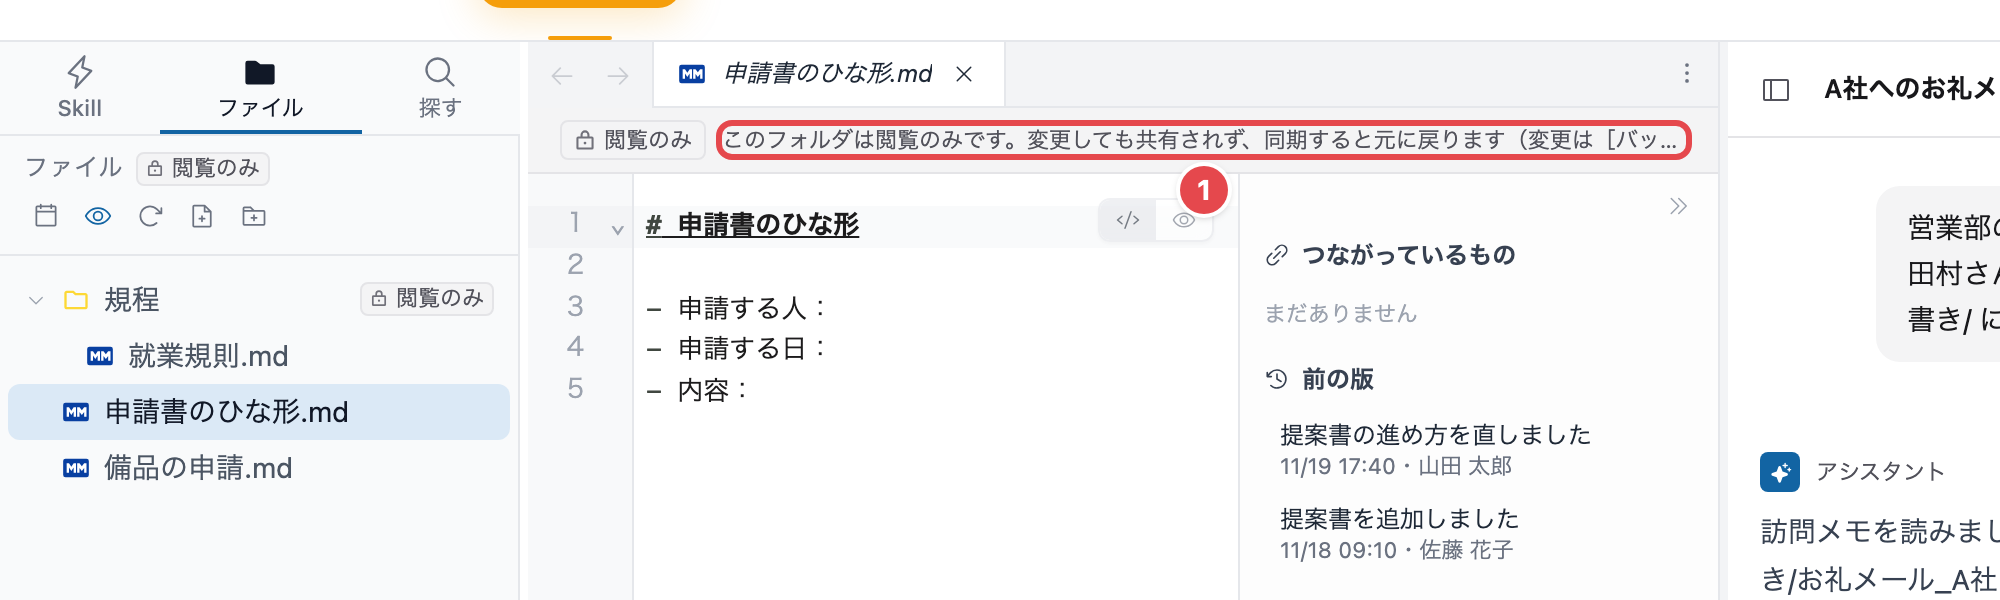 Skill
ファイル
探す
ファイル 閲覧のみ
規程 閲覧のみ
就業規則.md
申請書のひな形.md
備品の申請.md
申請書のひな形.md
閲覧のみ
このフォルダは閲覧のみです。変更しても共有されず、同期すると元に戻ります（変更は［バッ...
1
1 # 申請書のひな形
2
3 - 申請する人：
4 - 申請する日：
5 - 内容：
つながっているもの
まだありません
前の版
提案書の進め方を直しました
11/19 17:40・山田 太郎
提案書を追加しました
11/18 09:10・佐藤 花子
A社へのお礼メ
営業部の
田村さん
書き/ に
アシスタント
訪問メモを読みまし
き/お礼メール_A社